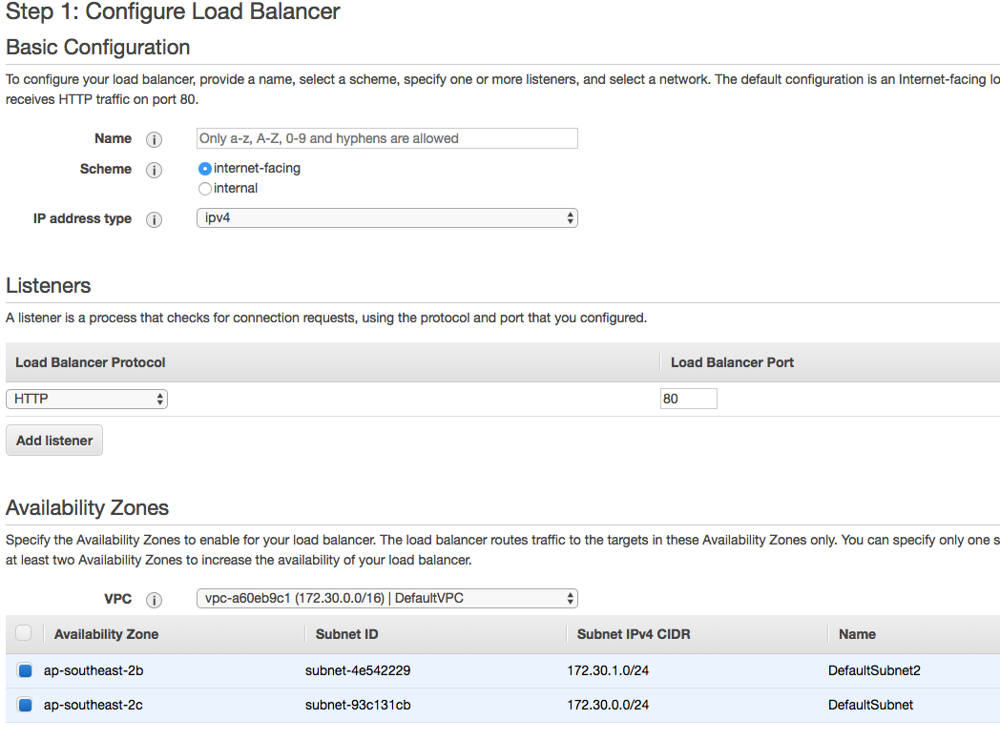 Step 1: Configure Load Balancer
Basic Configuration
To configure your load balancer, provide a name, select a scheme, specify one or more listeners, and select a network. The default configuration is an Internet-facing lo
receives HTTP traffic on port 80.
Name i Only a-z, A-Z, 0-9 and hyphens are allowed
Scheme i internet-facing
internal
IP address type i ipv4
Listeners
A listener is a process that checks for connection requests, using the protocol and port that you configured.
Load Balancer Protocol Load Balancer Port
HTTP 80
Add listener
Availability Zones
Specify the Availability Zones to enable for your load balancer. The load balancer routes traffic to the targets in these Availability Zones only. You can specify only one s
at least two Availability Zones to increase the availability of your load balancer.
VPC i vpc-a60eb9c1 (172.30.0.0/16) | DefaultVPC
Availability Zone Subnet ID Subnet IPv4 CIDR Name
ap-southeast-2b subnet-4e542229 172.30.1.0/24 DefaultSubnet2
ap-southeast-2c subnet-93c131cb 172.30.0.0/24 DefaultSubnet